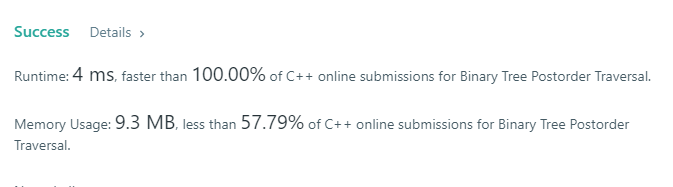 Success Details >
Runtime: 4 ms, faster than 100.00% of C++ online submissions for Binary Tree Postorder Traversal.
Memory Usage: 9.3 MB, less than 57.79% of C++ online submissions for Binary Tree Postorder
Traversal.